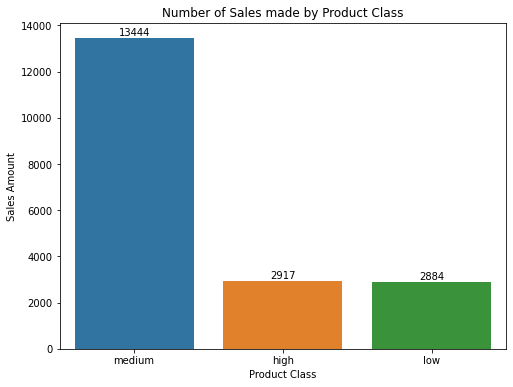 Number of Sales made by Product Class
14000
12000
10000
8000
6000
4000
2000
0
Sales Amount
13444
2917
2884
medium
high
low
Product Class